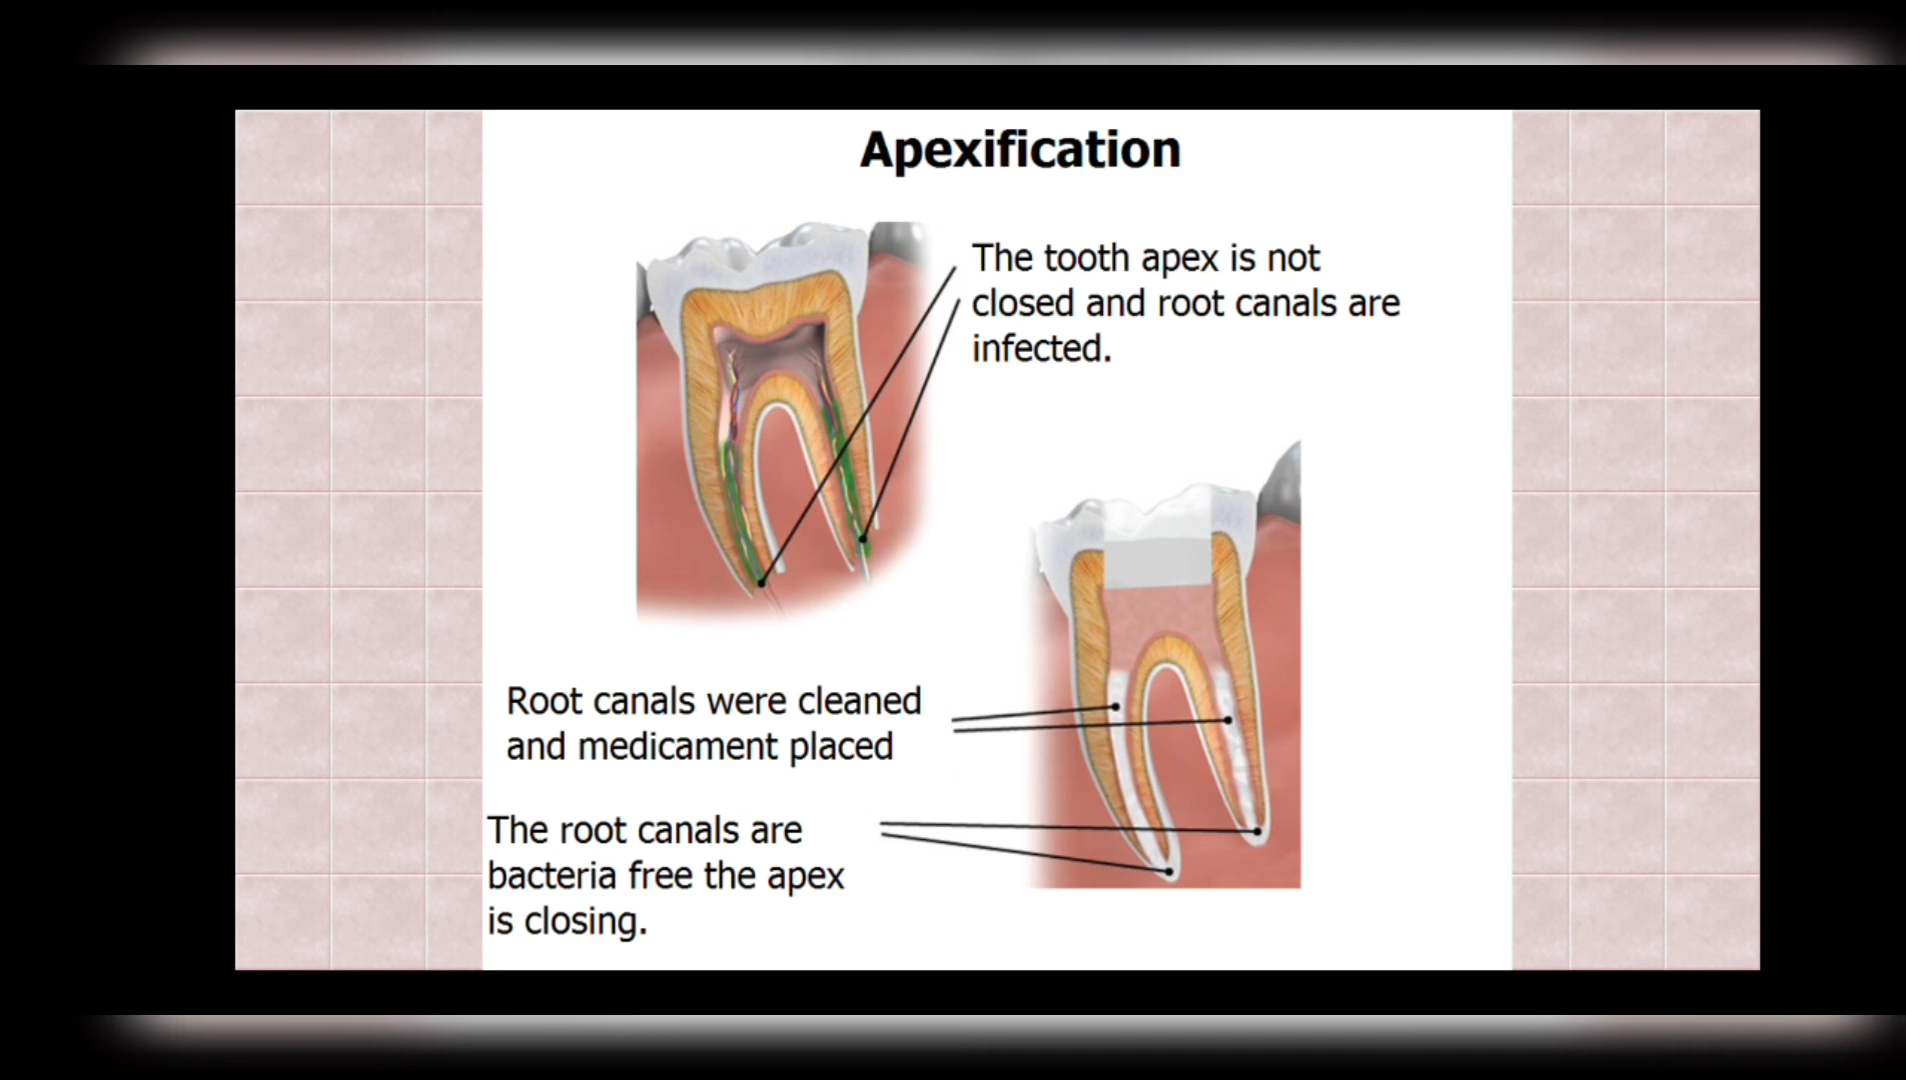 Apexification
The tooth apex is not
closed and root canals are
infected.
Root canals were cleaned
and medicament placed
The root canals are
bacteria free the apex
is closing.